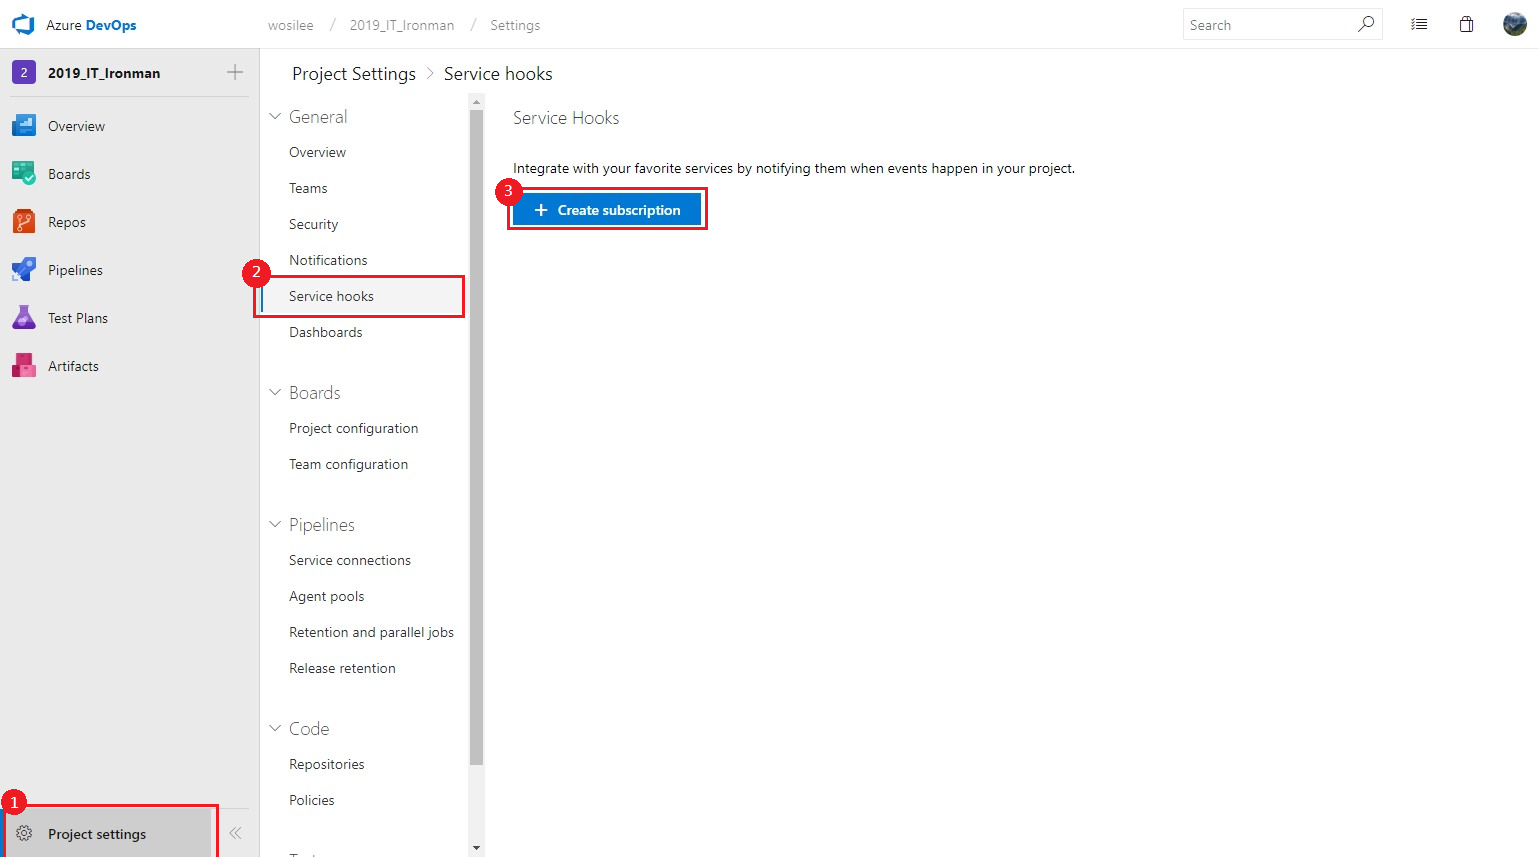 Azure DevOps
wosilee / 2019_IT_Ironman / Settings
Search
2 2019_IT_Ironman
Overview
Boards
Repos
Pipelines
Test Plans
Artifacts
1
Project settings
Project Settings > Service hooks
General
Overview
Teams
Security
Notifications
2
Service hooks
Dashboards
Boards
Project configuration
Team configuration
Pipelines
Service connections
Agent pools
Retention and parallel jobs
Release retention
Code
Repositories
Policies
Service Hooks
Integrate with your favorite services by notifying them when events happen in your project.
3
+ Create subscription